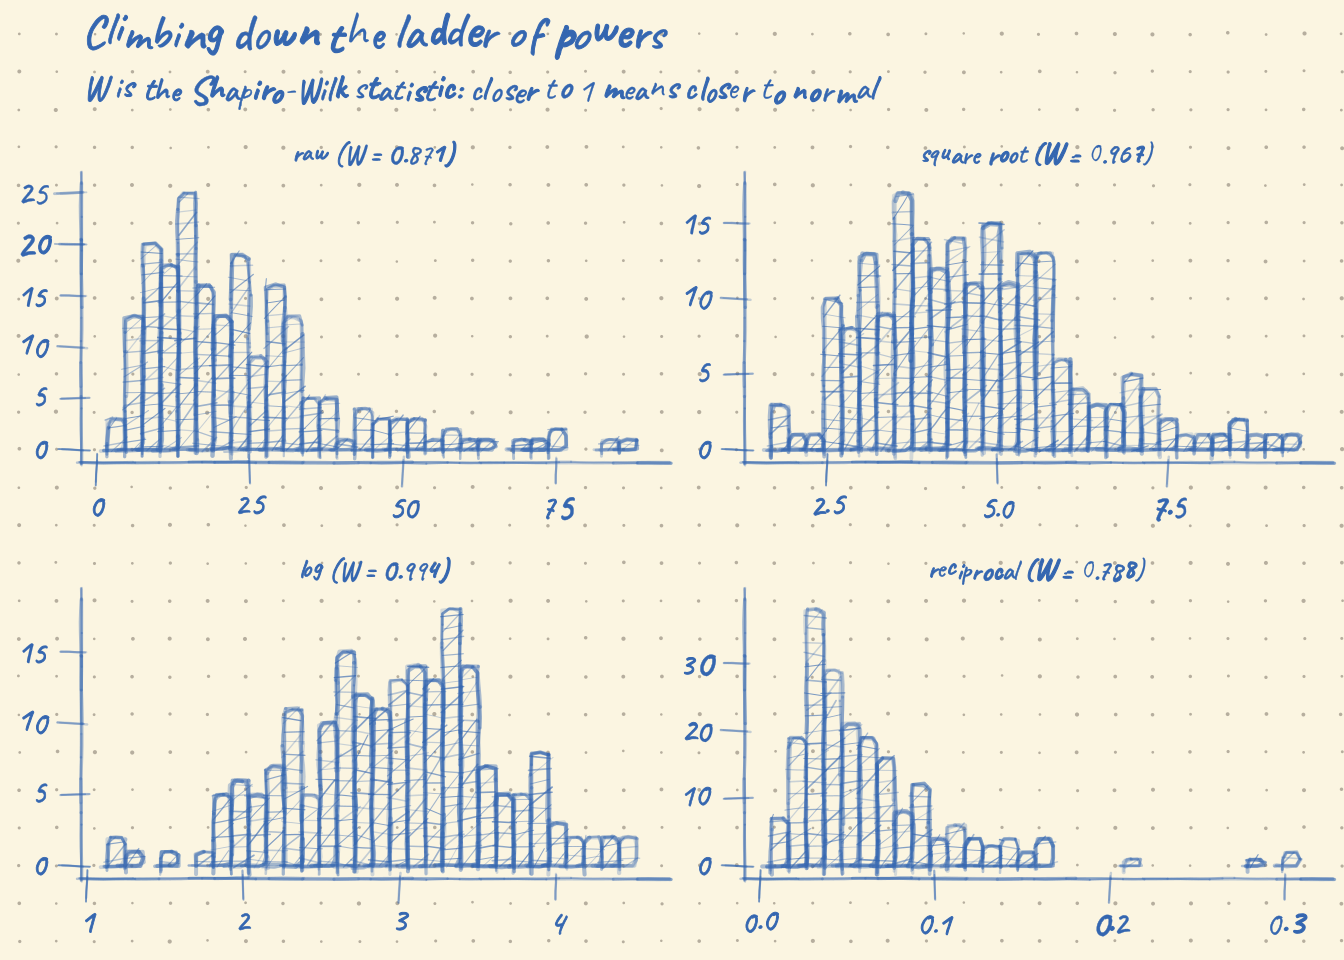 Climbing down the ladder of powers
W is the Shapiro-Wilk statistic: closer to 1 means closer to normal
raw (W = 0.871)
25
20
15
10
5
0
0 25 50 75
square root (W = 0.967)
15
10
5
0
2.5 5.0 7.5
log (W = 0.994)
15
10
5
0
1 2 3 4
reciprocal (W = 0.788)
30
20
10
0
0.0 0.1 0.2 0.3